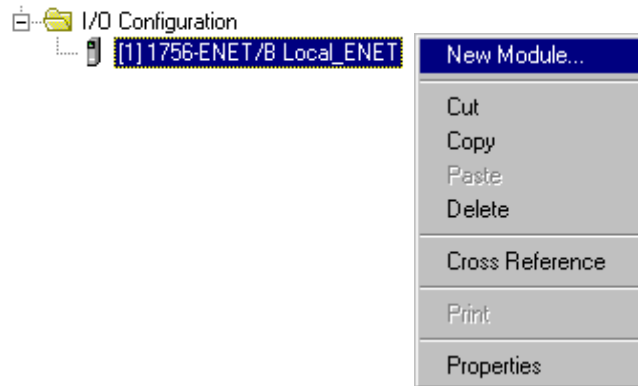 I/O Configuration
[1] 1756-ENET/B Local_ENET
New Module...
Cut
Copy
Paste
Delete
Cross Reference
Print
Properties